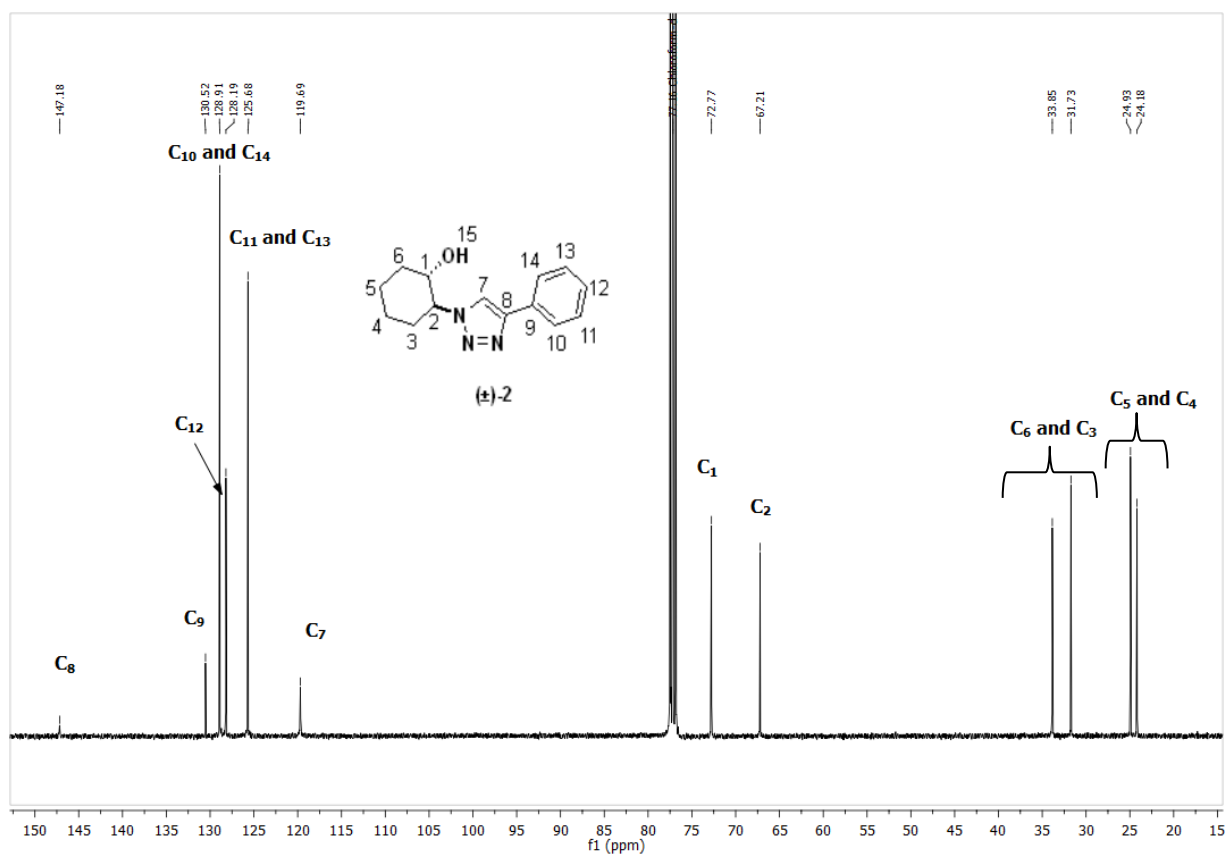 147.18
130.52
128.91
128.19
125.68
119.69
77.16 Chloroform-d
72.77
67.21
33.85
31.73
24.93
24.18
C₁₀ and C₁₄
C₁₁ and C₁₃
C₁₂
C₉
C₈
C₇
C₁
C₂
C₆ and C₃
C₅ and C₄
15
OH
6
1
5
4
3
2
7
8
N
N=N
14
13
12
9
10
11
(±)-2
150 145 140 135 130 125 120 115 110 105 100 95 90 85 80 75 70 65 60 55 50 45 40 35 30 25 20 15
f1 (ppm)